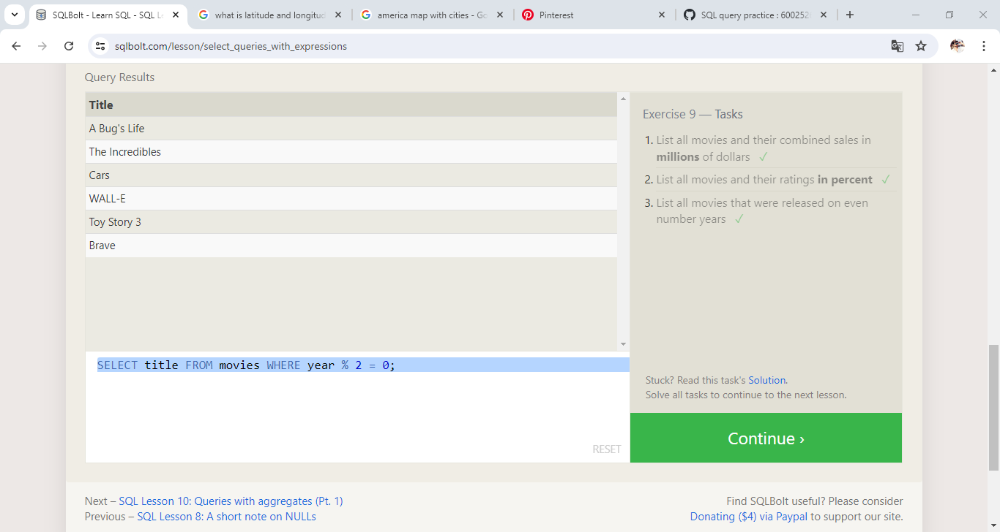 SQLBolt - Learn SQL - SQL L
what is latitude and longitud
america map with cities - Go
Pinterest
SQL query practice : 600252
sqlbolt.com/lesson/select_queries_with_expressions
Query Results
Title
A Bug's Life
The Incredibles
Cars
WALL-E
Toy Story 3
Brave
SELECT title FROM movies WHERE year % 2 = 0;
RESET
Exercise 9 — Tasks
1. List all movies and their combined sales in
millions of dollars ✓
2. List all movies and their ratings in percent ✓
3. List all movies that were released on even
number years ✓
Stuck? Read this task's Solution.
Solve all tasks to continue to the next lesson.
Continue ›
Next – SQL Lesson 10: Queries with aggregates (Pt. 1)
Previous – SQL Lesson 8: A short note on NULLs
Find SQLBolt useful? Please consider
Donating ($4) via Paypal to support our site.